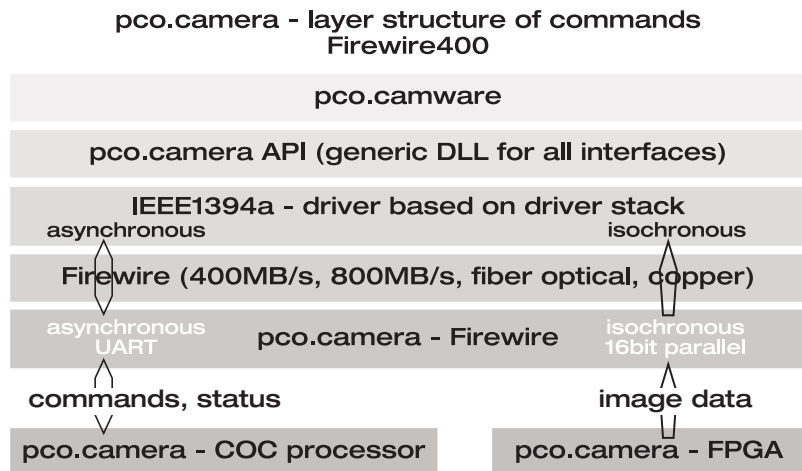 pco.camera - layer structure of commands
Firewire400
pco.camware
pco.camera API (generic DLL for all interfaces)
IEEE1394a - driver based on driver stack
asynchronous
isochronous
Firewire (400MB/s, 800MB/s, fiber optical, copper)
asynchronous
UART
pco.camera - Firewire
isochronous
16bit parallel
commands, status
image data
pco.camera - COC processor
pco.camera - FPGA